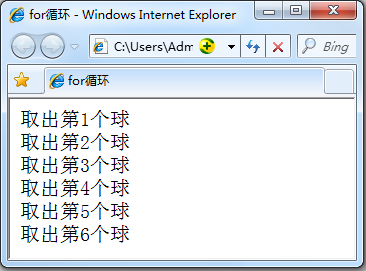 for循环 - Windows Internet Explorer
C:\Users\Adm
Bing
for循环
取出第1个球
取出第2个球
取出第3个球
取出第4个球
取出第5个球
取出第6个球